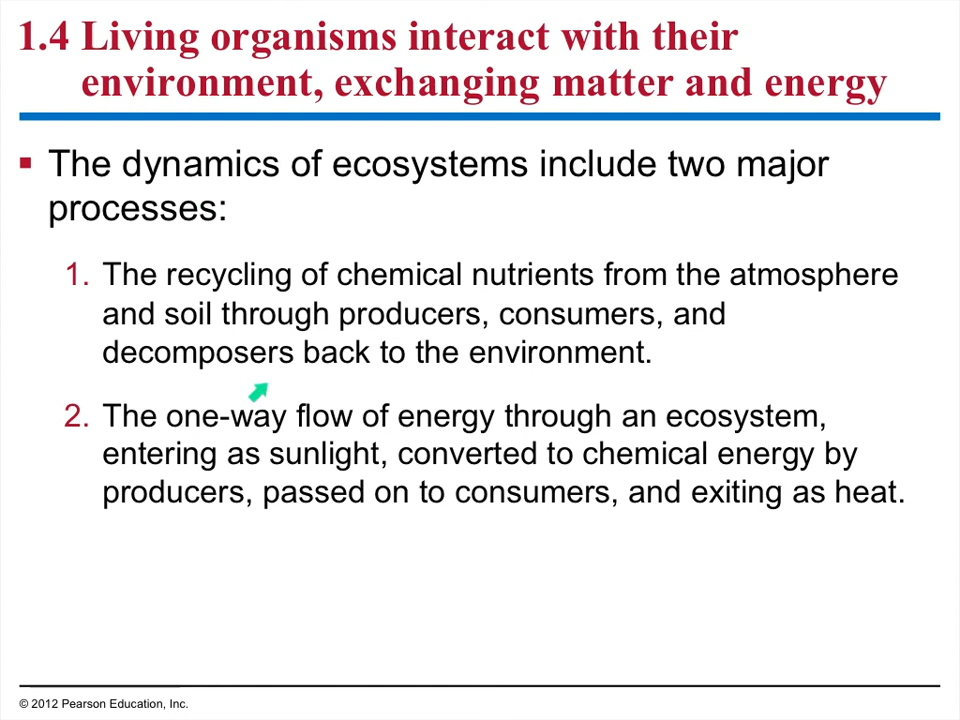 1.4 Living organisms interact with their
environment, exchanging matter and energy
▪ The dynamics of ecosystems include two major
processes:
1. The recycling of chemical nutrients from the atmosphere
and soil through producers, consumers, and
decomposers back to the environment.
2. The one-way flow of energy through an ecosystem,
entering as sunlight, converted to chemical energy by
producers, passed on to consumers, and exiting as heat.
© 2012 Pearson Education, Inc.